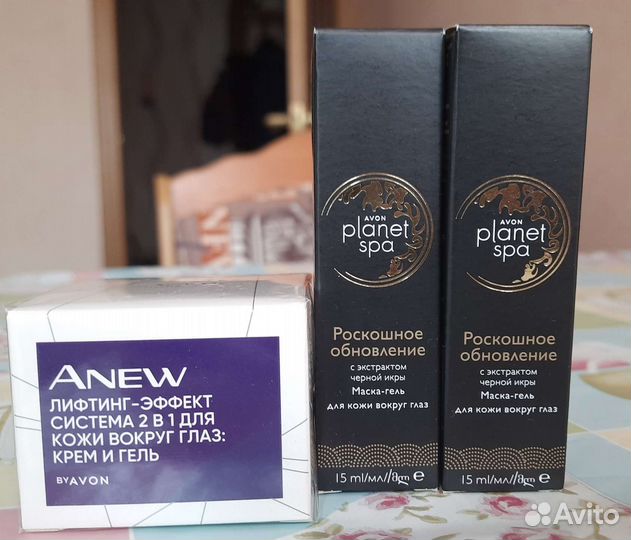 ANEW
ЛИФТИНГ-ЭФФЕКТ
СИСТЕМА 2 В 1 ДЛЯ
КОЖИ ВОКРУГ ГЛАЗ:
КРЕМ И ГЕЛЬ
BY AVON
AVON
planet
spa
Роскошное
обновление
с экстрактом
черной икры
Маска-гель
для кожи вокруг глаз
15 ml/мл/მლ e
AVON
planet
spa
Роскошное
обновление
с экстрактом
черной икры
Маска-гель
для кожи вокруг глаз
15 ml/мл/მლ e
Avito